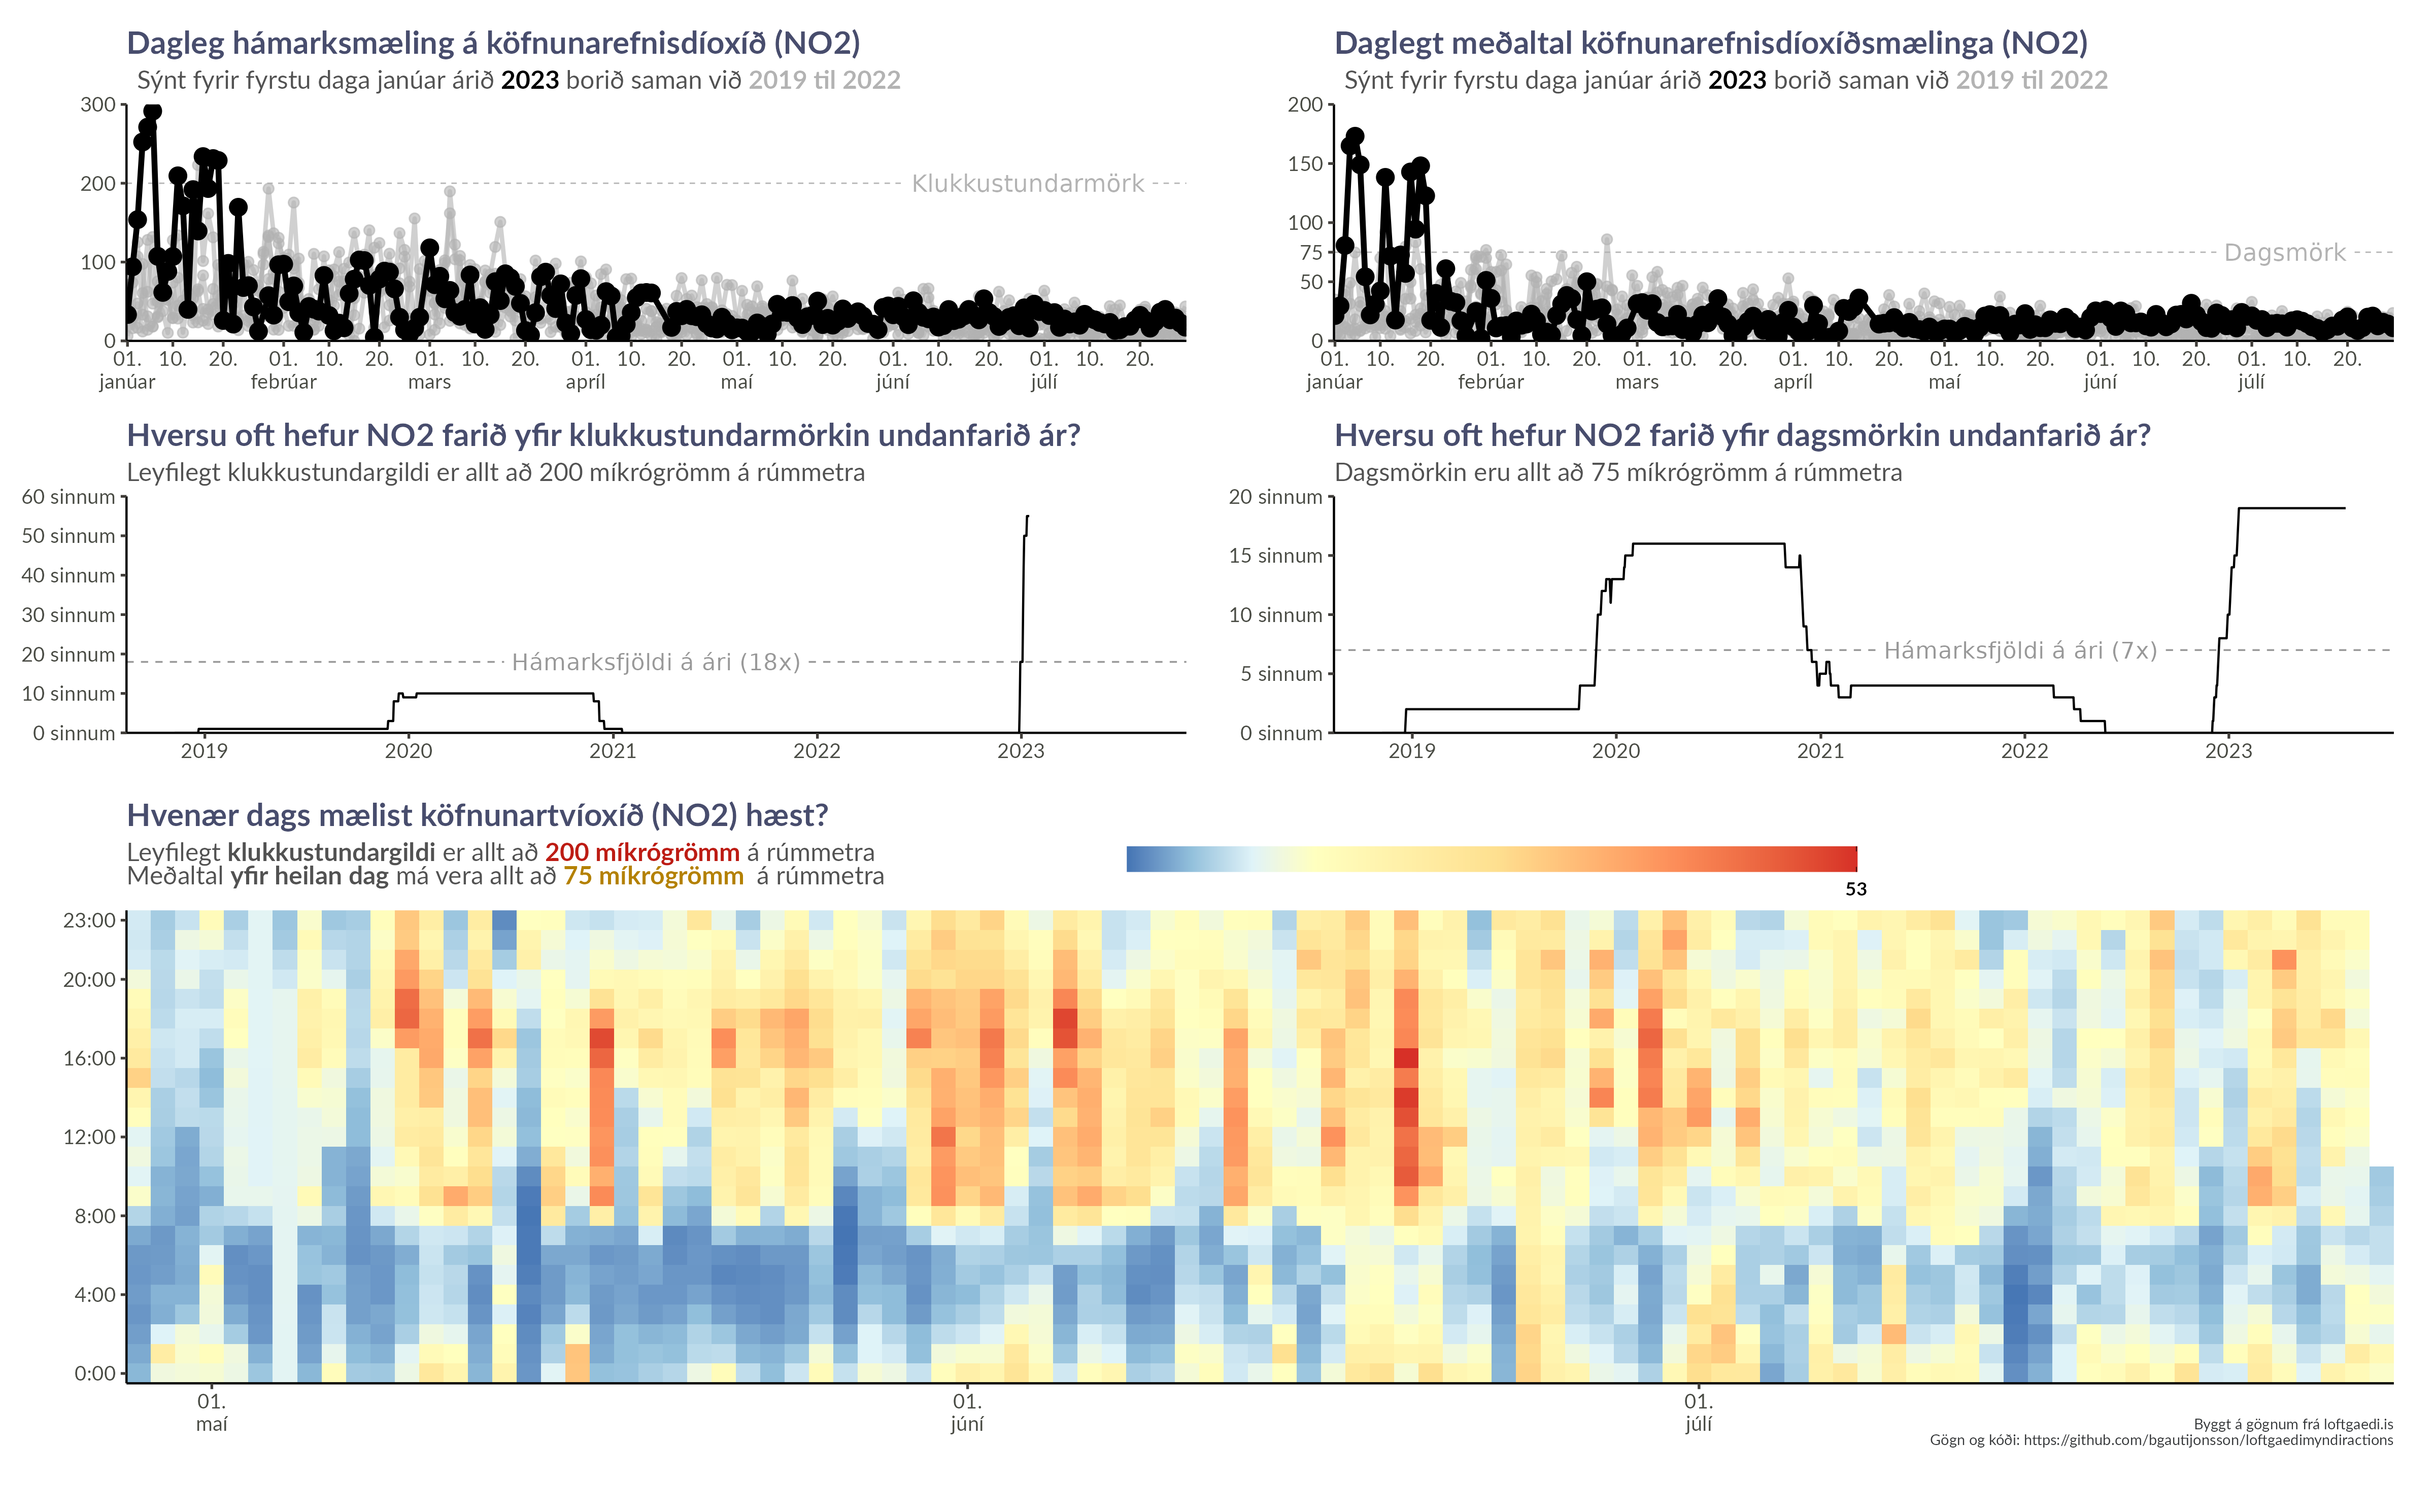 Dagleg hámarksmæling á köfnunarefnisdíoxíð (NO2)
Sýnt fyrir fyrstu daga janúar árið 2023 borið saman við 2019 til 2022
300
200
100
0
Klukkustundarmörk
01. 10. 20. 01. 10. 20. 01. 10. 20. 01. 10. 20. 01. 10. 20. 01. 10. 20. 01. 10. 20.
janúar febrúar mars apríl maí júní júlí
Daglegt meðaltal köfnunarefnisdíoxíðsmælinga (NO2)
Sýnt fyrir fyrstu daga janúar árið 2023 borið saman við 2019 til 2022
200
150
100
75
50
0
Dagsmörk
01. 10. 20. 01. 10. 20. 01. 10. 20. 01. 10. 20. 01. 10. 20. 01. 10. 20. 01. 10. 20.
janúar febrúar mars apríl maí júní júlí
Hversu oft hefur NO2 farið yfir klukkustundarmörkin undanfarið ár?
Leyfilegt klukkustundargildi er allt að 200 míkrógrömm á rúmmetra
60 sinnum
50 sinnum
40 sinnum
30 sinnum
20 sinnum
10 sinnum
0 sinnum
Hámarksfjöldi á ári (18x)
2019 2020 2021 2022 2023
Hversu oft hefur NO2 farið yfir dagsmörkin undanfarið ár?
Dagsmörkin eru allt að 75 míkrógrömm á rúmmetra
20 sinnum
15 sinnum
10 sinnum
5 sinnum
0 sinnum
Hámarksfjöldi á ári (7x)
2019 2020 2021 2022 2023
Hvenær dags mælist köfnunartvíoxíð (NO2) hæst?
Leyfilegt klukkustundargildi er allt að 200 míkrógrömm á rúmmetra
Meðaltal yfir heilan dag má vera allt að 75 míkrógrömm á rúmmetra
53
23:00
20:00
16:00
12:00
8:00
4:00
0:00
01. 01. 01.
maí júní júlí
Byggt á gögnum frá loftgaedi.is
Gögn og kóði: https://github.com/bgautijonsson/loftgaedimyndiractions